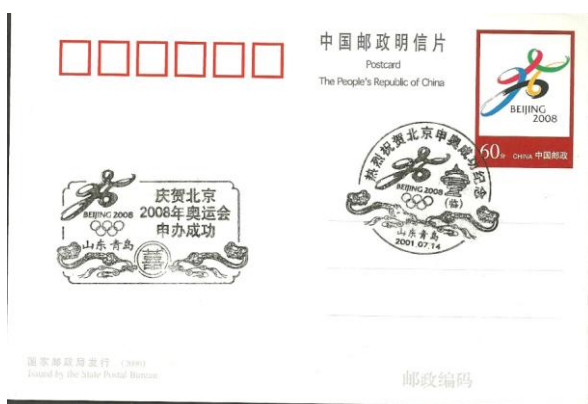 中国邮政明信片
Postcard
The People's Republic of China
BEIJING
2008
60分 CHINA 中国邮政
热烈祝贺北京申奥成功纪念
BEIJING 2008
(临)
山东青岛
2001.07.14
BEIJING 2008
山东青岛
庆贺北京
2008年奥运会
申办成功
囍
国家邮政局发行 (2000)
Issued by the State Postal Bureau
邮政编码